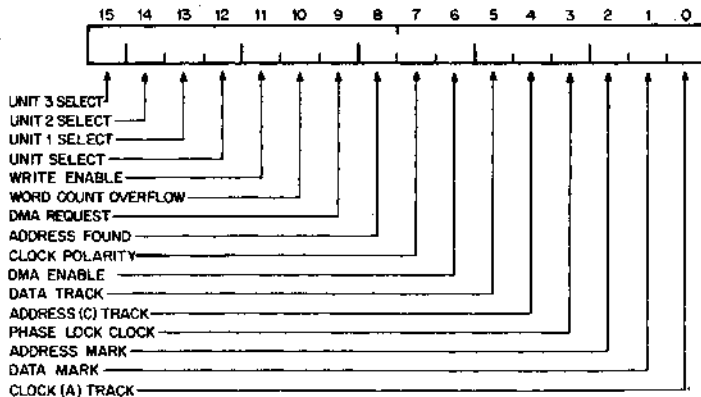 15 14 13 12 11 10 9 8 7 6 5 4 3 2 1 0
UNIT 3 SELECT
UNIT 2 SELECT
UNIT 1 SELECT
UNIT SELECT
WRITE ENABLE
WORD COUNT OVERFLOW
DMA REQUEST
ADDRESS FOUND
CLOCK POLARITY
DMA ENABLE
DATA TRACK
ADDRESS (C) TRACK
PHASE LOCK CLOCK
ADDRESS MARK
DATA MARK
CLOCK (A) TRACK